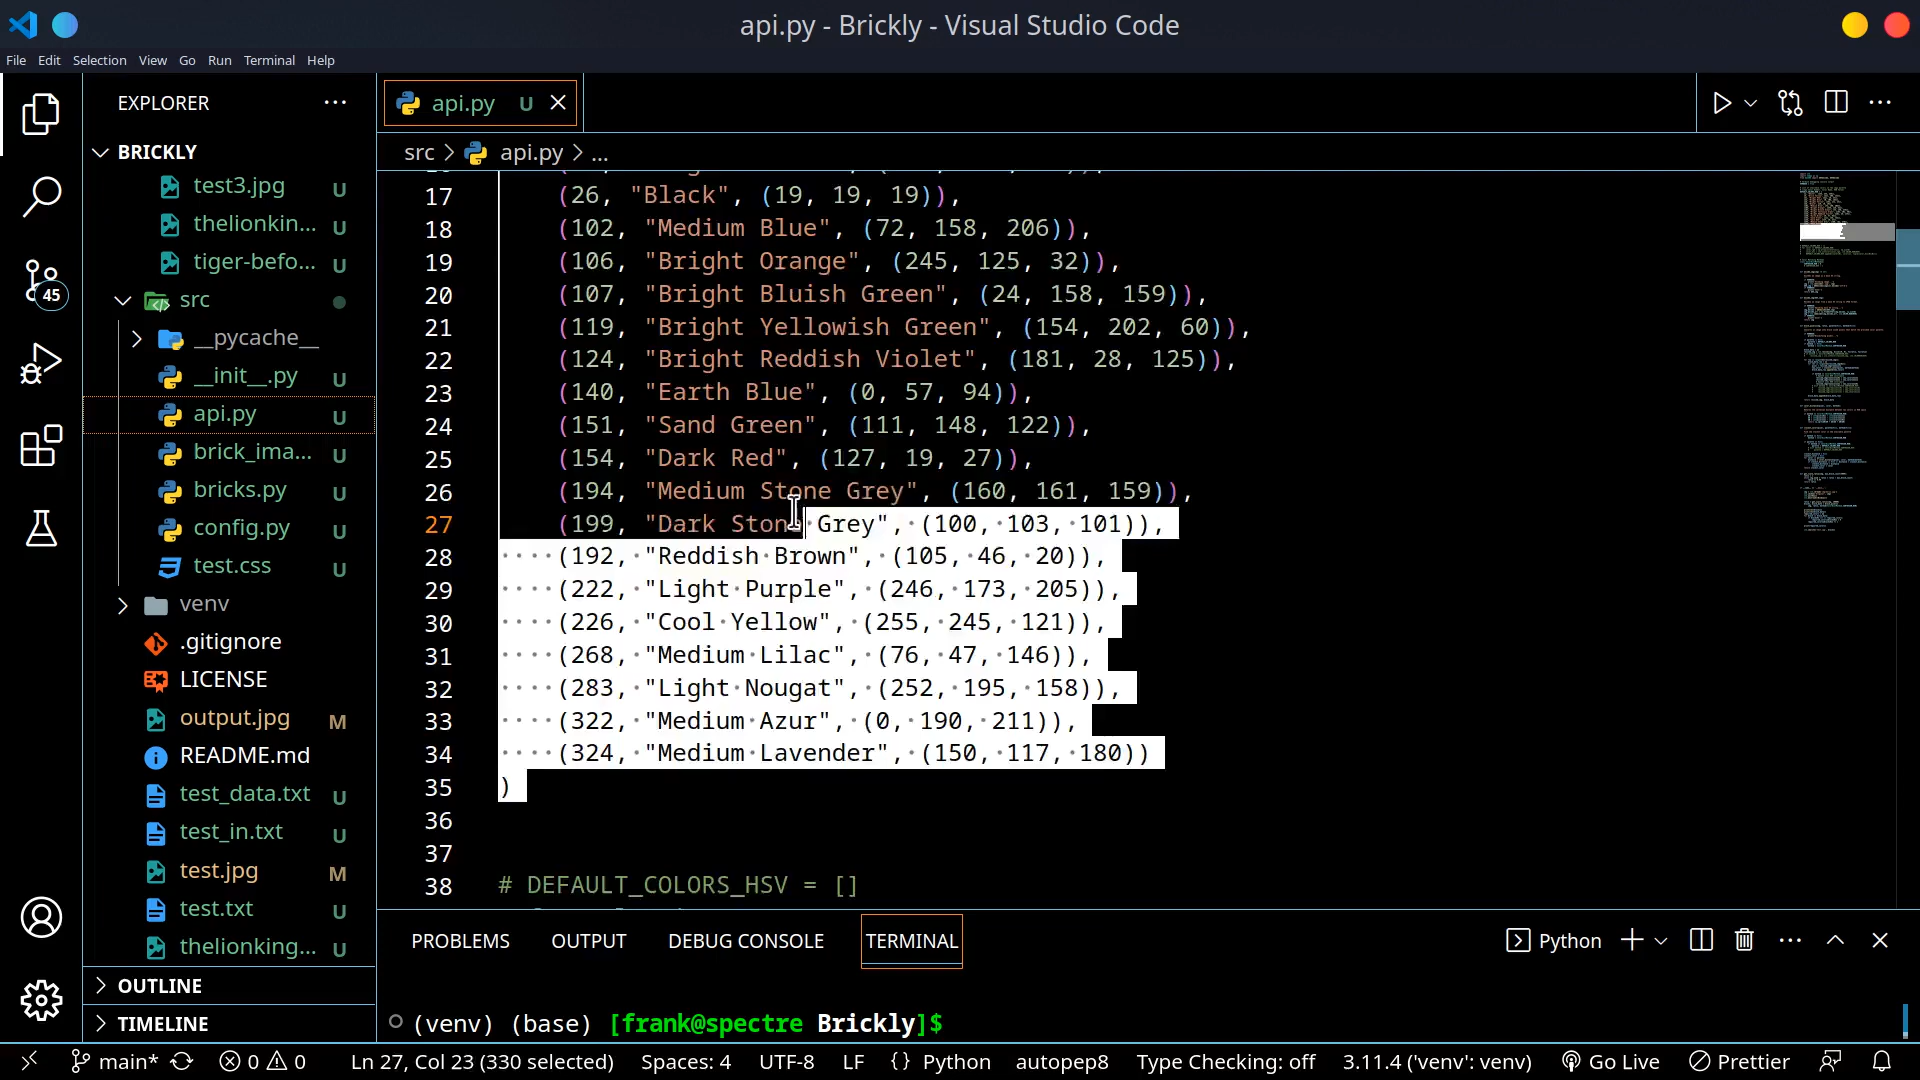 api.py - Brickly - Visual Studio Code
File Edit Selection View Go Run Terminal Help
EXPLORER
api.py U
BRICKLY
src > api.py > ...
test3.jpg U
thelionkin... U
tiger-befo... U
src
__pycache__
__init__.py U
api.py U
brick_ima... U
bricks.py U
config.py U
test.css U
venv
.gitignore
LICENSE
output.jpg M
README.md
test_data.txt U
test_in.txt U
test.jpg M
test.txt U
thelionking... U
OUTLINE
TIMELINE
45
17 (26, "Black", (19, 19, 19)),
18 (102, "Medium Blue", (72, 158, 206)),
19 (106, "Bright Orange", (245, 125, 32)),
20 (107, "Bright Bluish Green", (24, 158, 159)),
21 (119, "Bright Yellowish Green", (154, 202, 60)),
22 (124, "Bright Reddish Violet", (181, 28, 125)),
23 (140, "Earth Blue", (0, 57, 94)),
24 (151, "Sand Green", (111, 148, 122)),
25 (154, "Dark Red", (127, 19, 27)),
26 (194, "Medium Stone Grey", (160, 161, 159)),
27 (199, "Dark Stone Grey", (100, 103, 101)),
28 (192, "Reddish Brown", (105, 46, 20)),
29 (222, "Light Purple", (246, 173, 205)),
30 (226, "Cool Yellow", (255, 245, 121)),
31 (268, "Medium Lilac", (76, 47, 146)),
32 (283, "Light Nougat", (252, 195, 158)),
33 (322, "Medium Azur", (0, 190, 211)),
34 (324, "Medium Lavender", (150, 117, 180))
35 )
36
37
38 # DEFAULT_COLORS_HSV = []
PROBLEMS OUTPUT DEBUG CONSOLE TERMINAL Python
(venv) (base) [frank@spectre Brickly]$
main* 0 0 Ln 27, Col 23 (330 selected) Spaces: 4 UTF-8 LF {} Python autopep8 Type Checking: off 3.11.4 ('venv': venv) Go Live Prettier